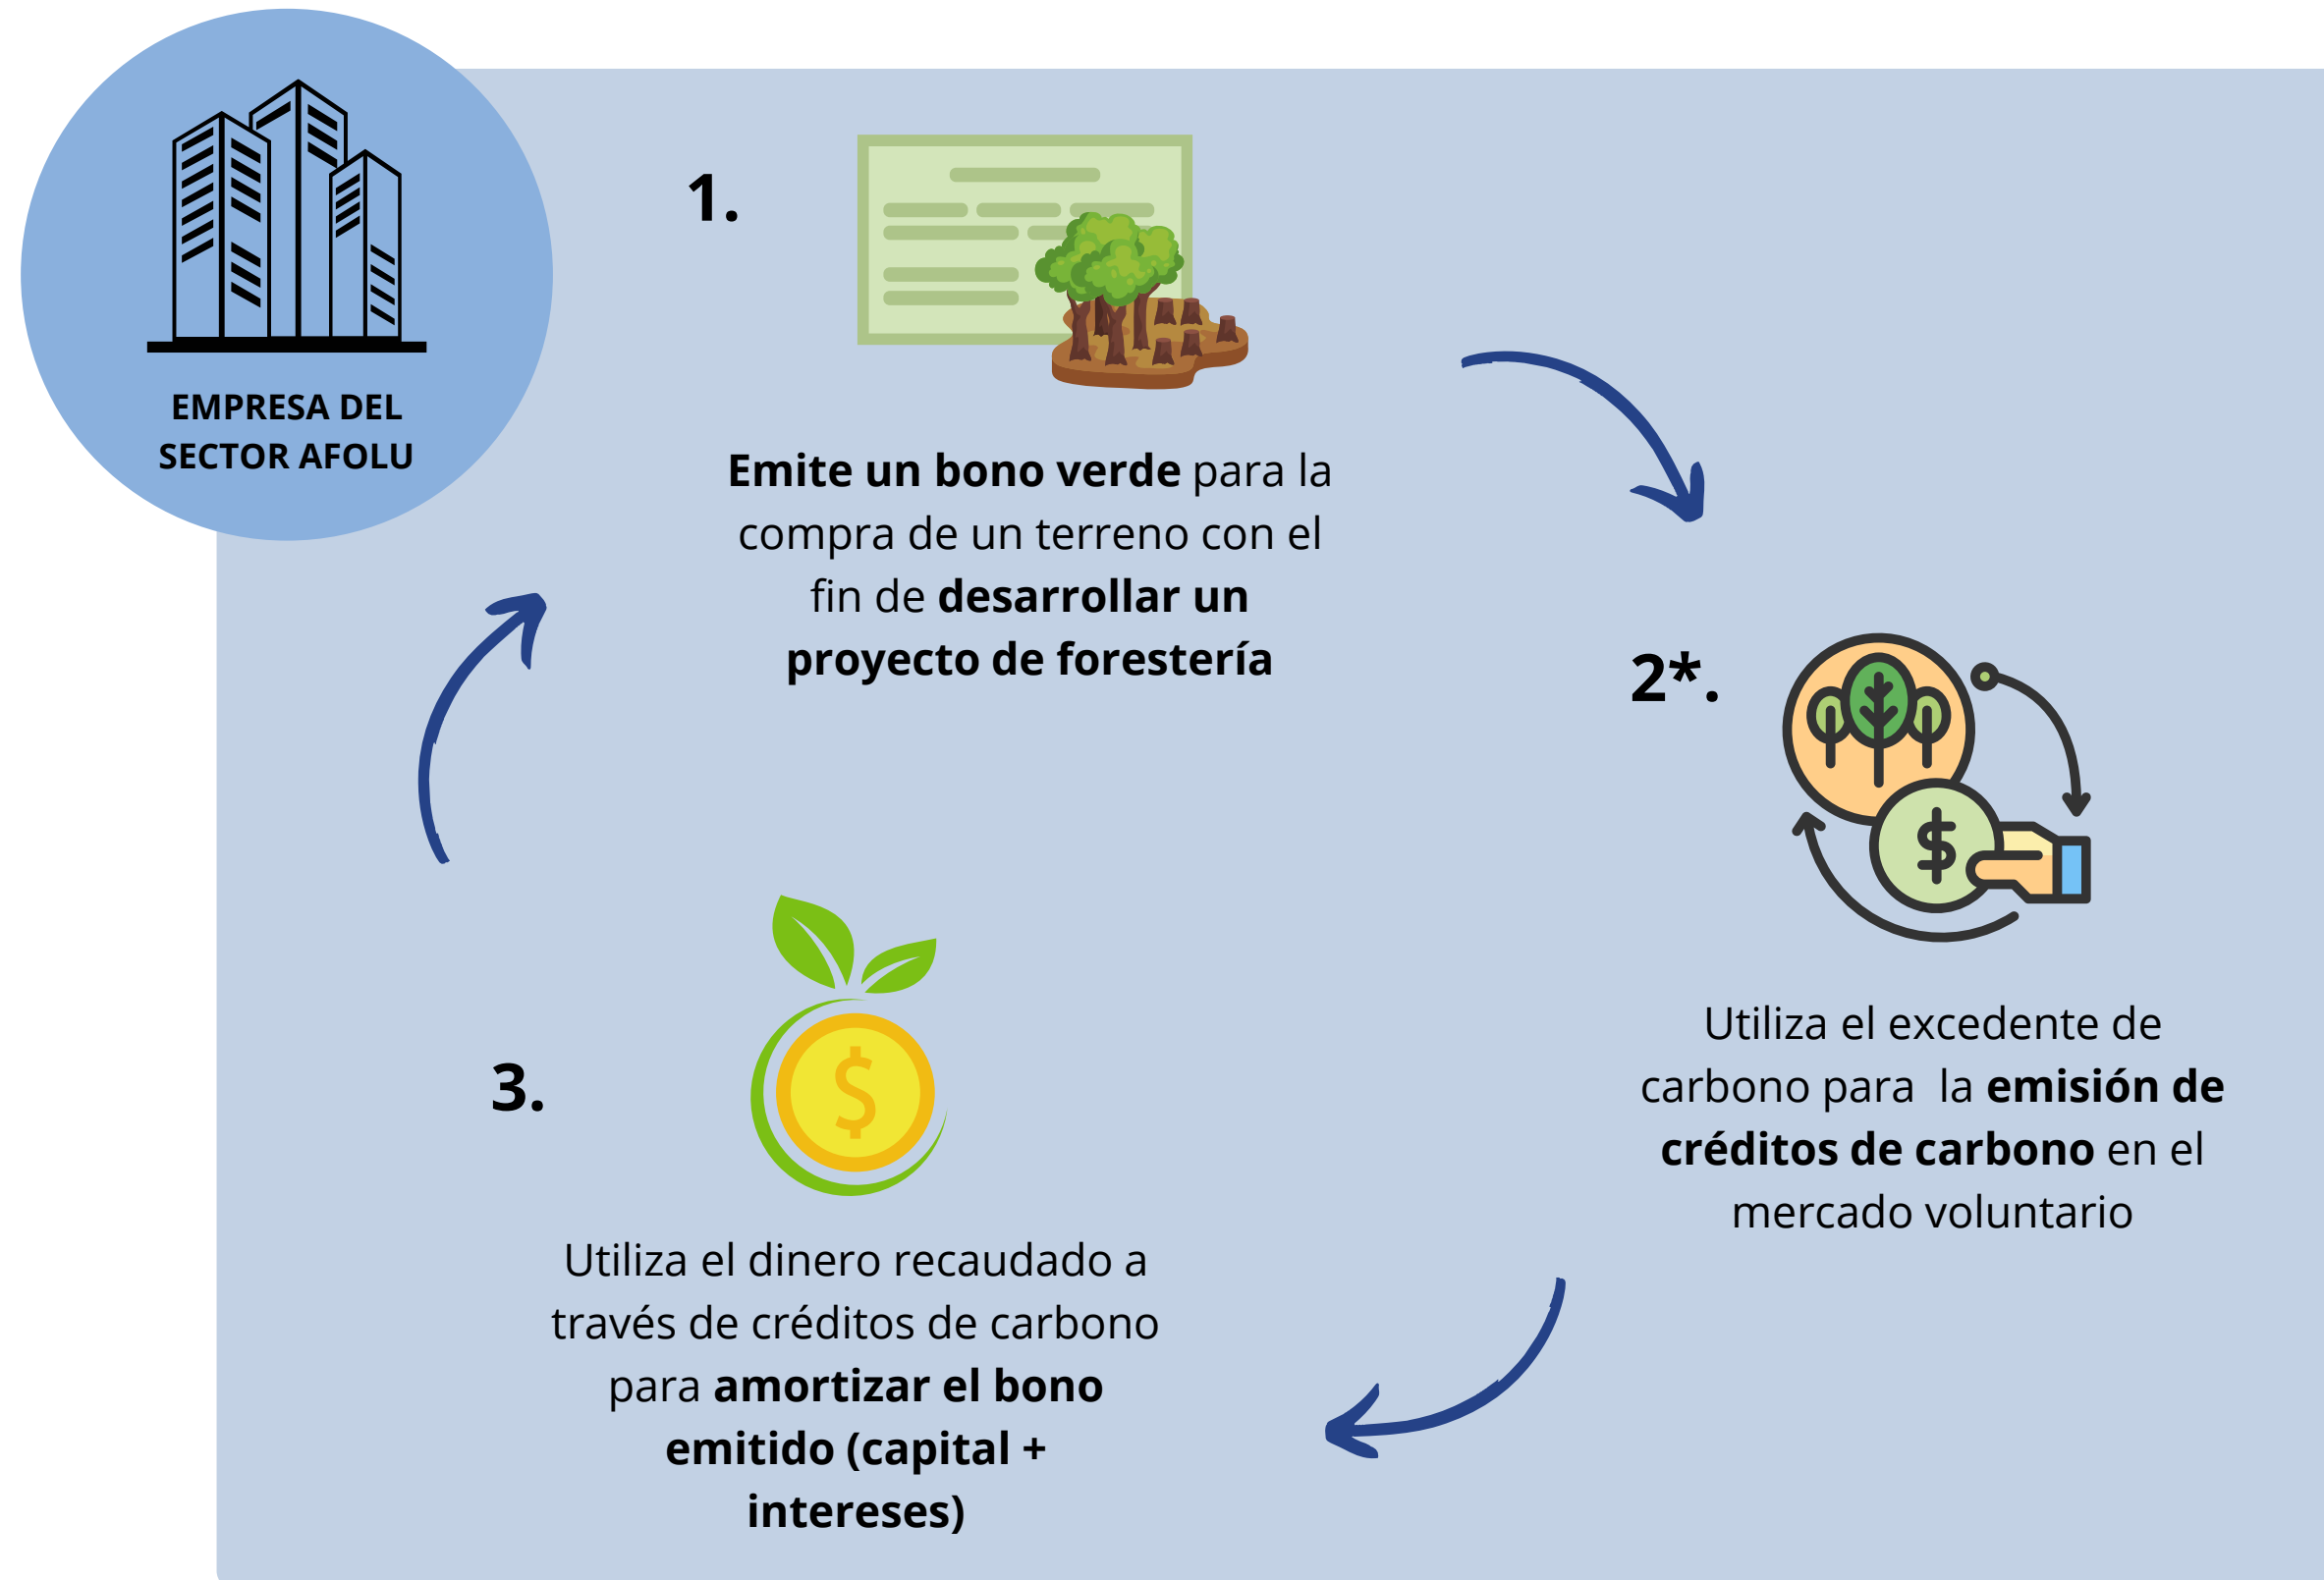 EMPRESA DEL
SECTOR AFOLU
1.
Emite un bono verde para la
compra de un terreno con el
fin de desarrollar un
proyecto de forestería
2*.
$
Utiliza el excedente de
carbono para  la emisión de
créditos de carbono en el
mercado voluntario
3.
$
Utiliza el dinero recaudado a
través de créditos de carbono
para amortizar el bono
emitido (capital +
intereses)